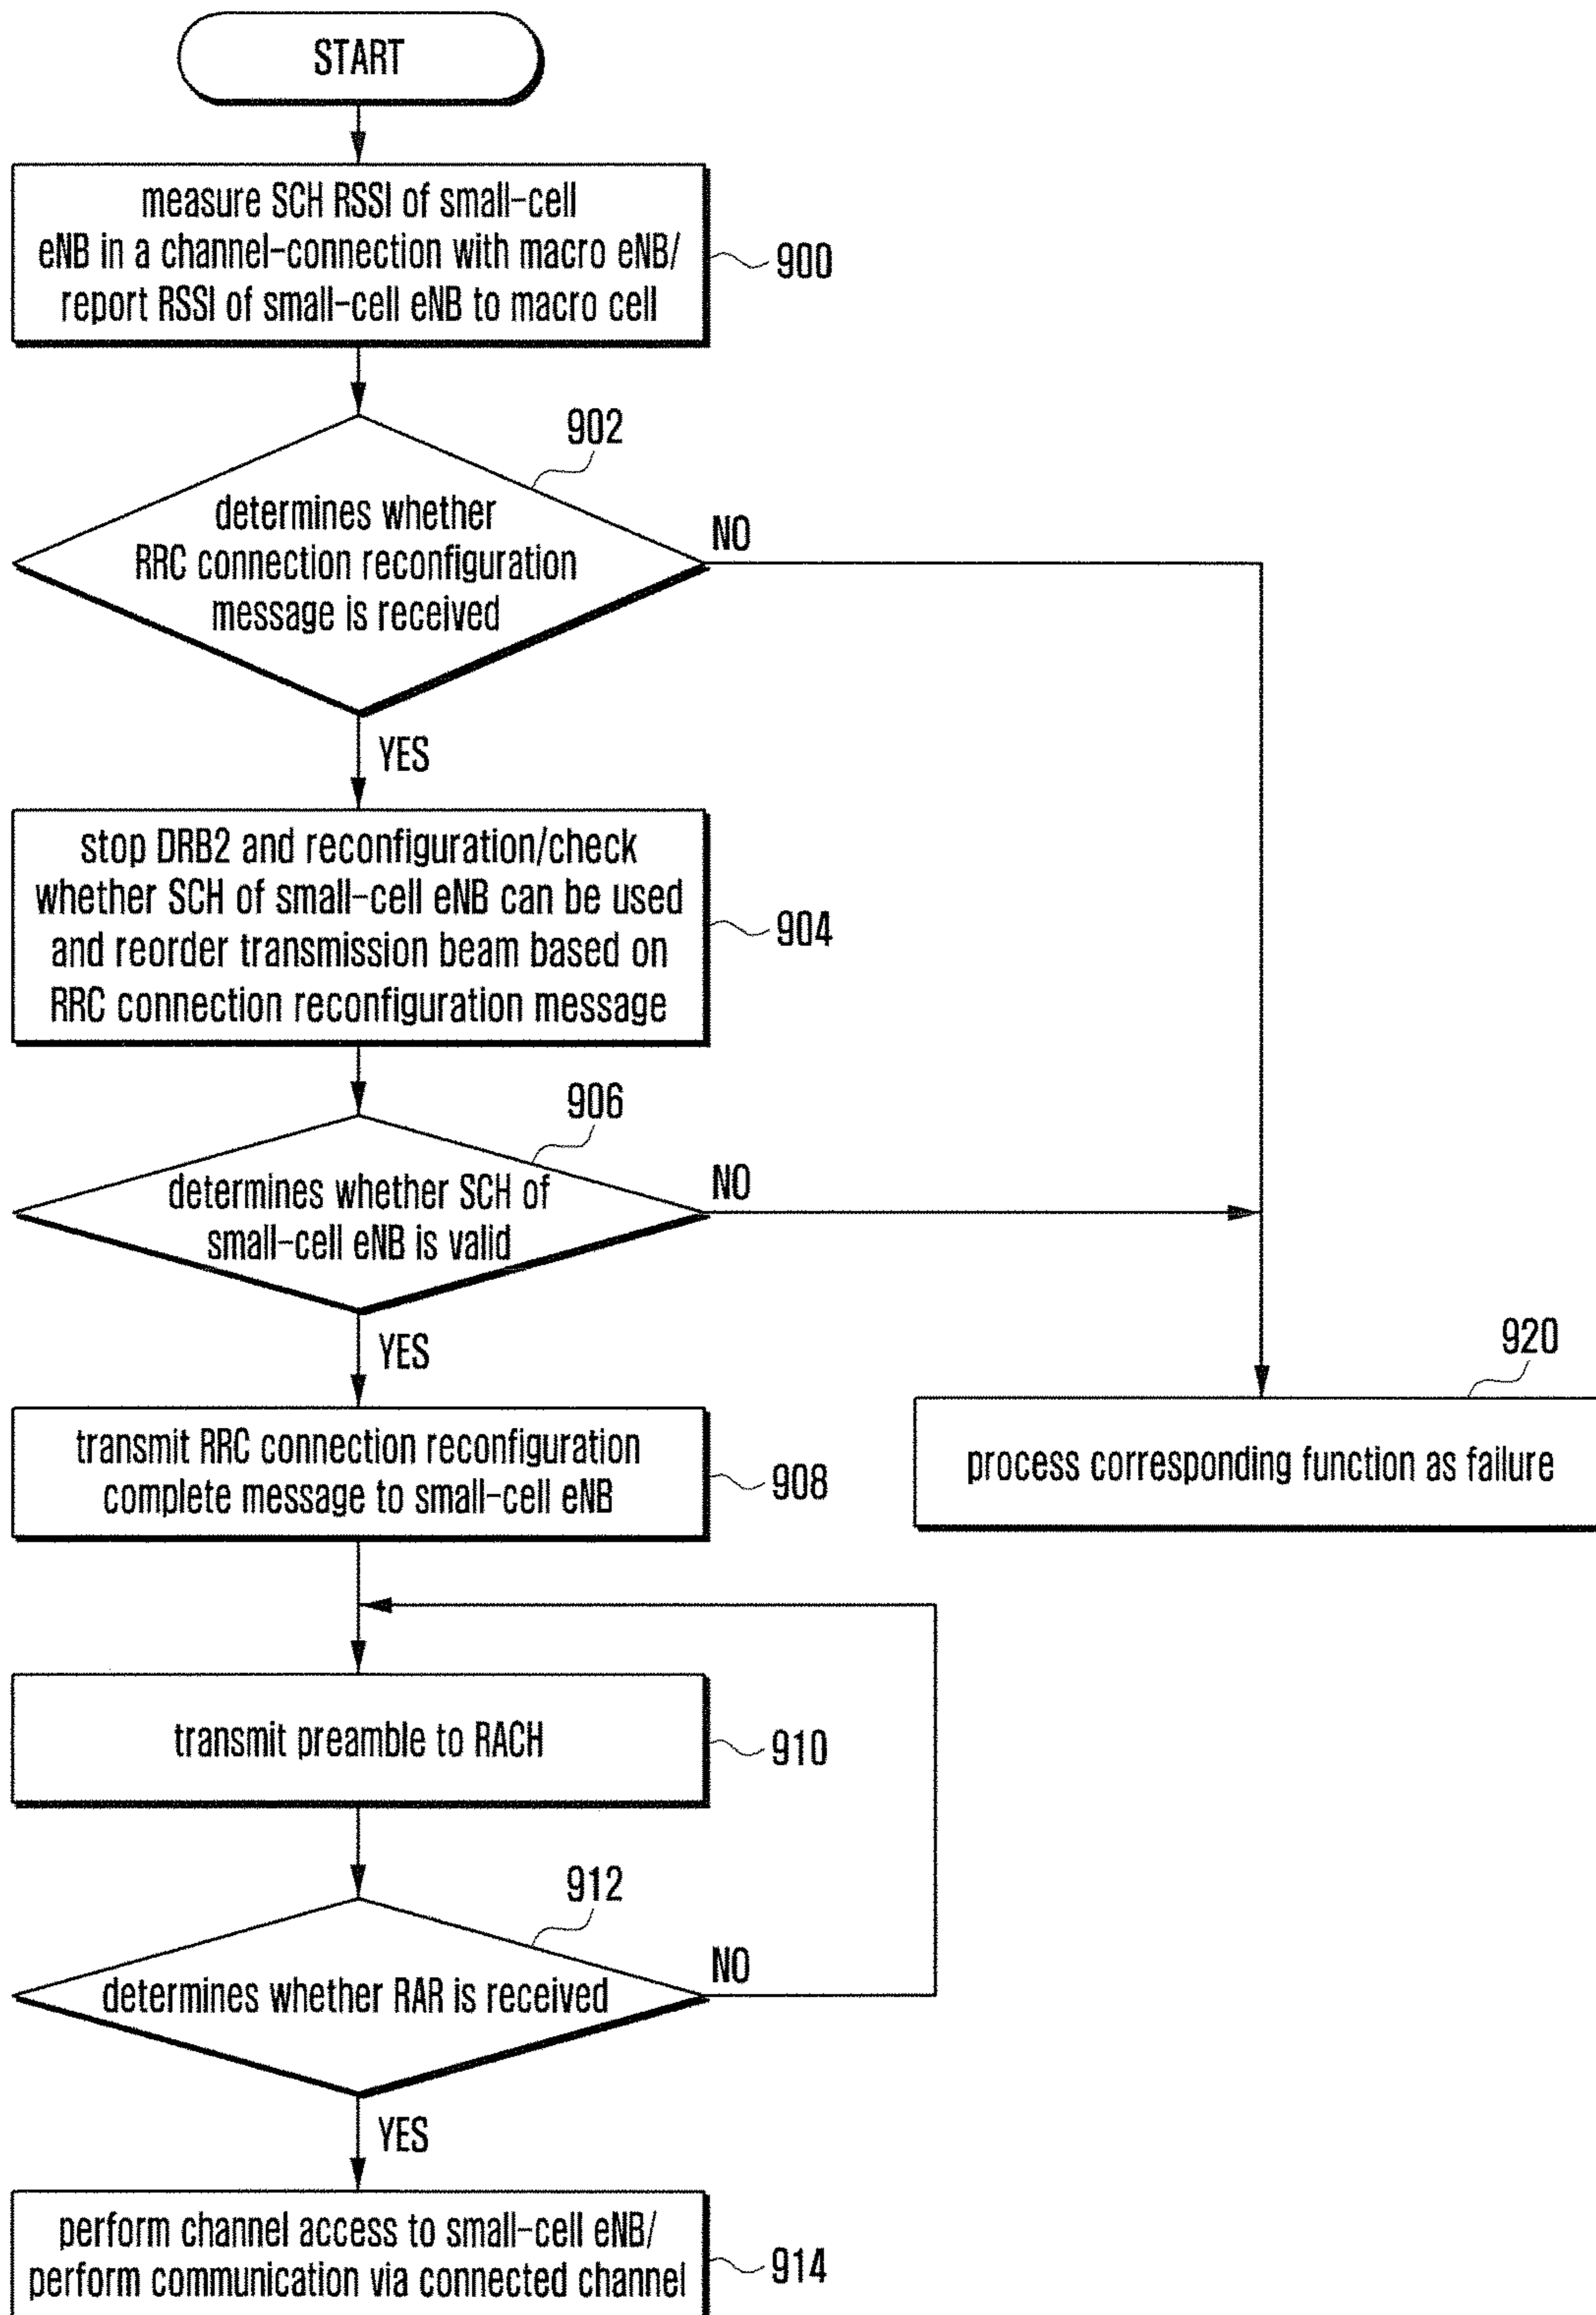 START
measure SCH RSSI of small-cell
eNB in a channel-connection with macro eNB/
report RSSI of small-cell eNB to macro cell
900
902
determines whether
RRC connection reconfiguration
message is received
NO
YES
stop DRB2 and reconfiguration/check
whether SCH of small-cell eNB can be used
and reorder transmission beam based on
RRC connection reconfiguration message
904
906
determines whether SCH of
small-cell eNB is valid
NO
YES
920
process corresponding function as failure
transmit RRC connection reconfiguration
complete message to small-cell eNB
908
transmit preamble to RACH
910
912
determines whether RAR is received
NO
YES
perform channel access to small-cell eNB/
perform communication via connected channel
914